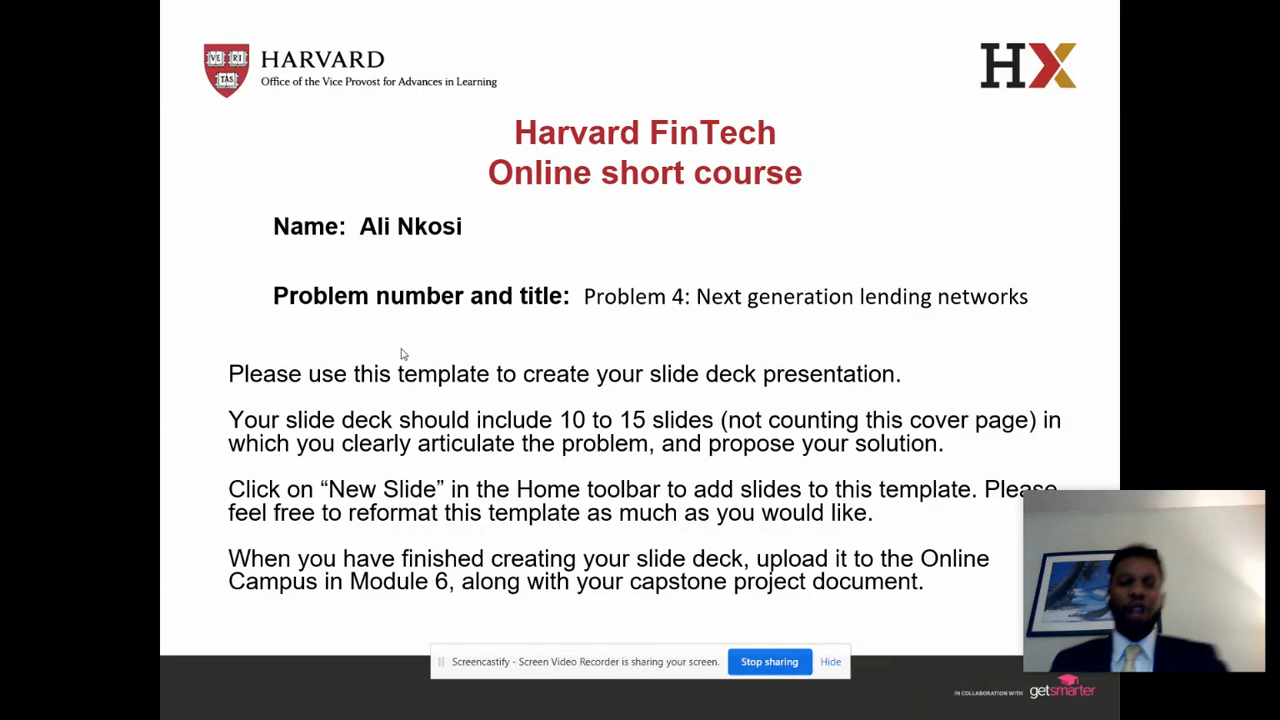 VE RI TAS
HARVARD
Office of the Vice Provost for Advances in Learning
HX
Harvard FinTech
Online short course
Name: Ali Nkosi
Problem number and title: Problem 4: Next generation lending networks
Please use this template to create your slide deck presentation.
Your slide deck should include 10 to 15 slides (not counting this cover page) in
which you clearly articulate the problem, and propose your solution.
Click on “New Slide” in the Home toolbar to add slides to this template. Please
feel free to reformat this template as much as you would like.
When you have finished creating your slide deck, upload it to the Online
Campus in Module 6, along with your capstone project document.
Screencastify - Screen Video Recorder is sharing your screen. Stop sharing Hide
IN COLLABORATION WITH getsmarter